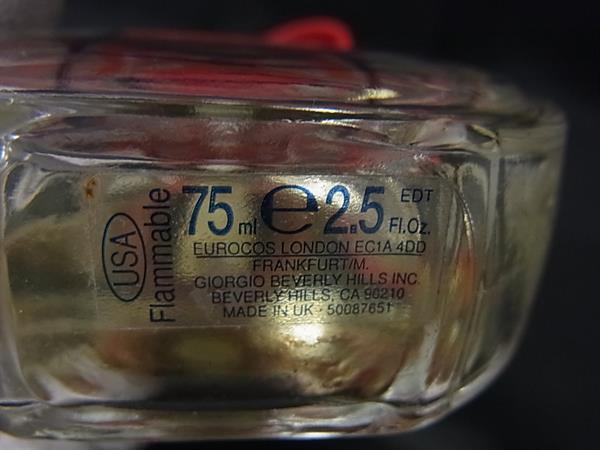 USA
Flammable
75 ml e 2.5 Fl.Oz.
EDT
EUROCOS LONDON EC1A 4DD
FRANKFURT/M.
GIORGIO BEVERLY HILLS INC.
BEVERLY HILLS, CA 90210
MADE IN UK - 50087651